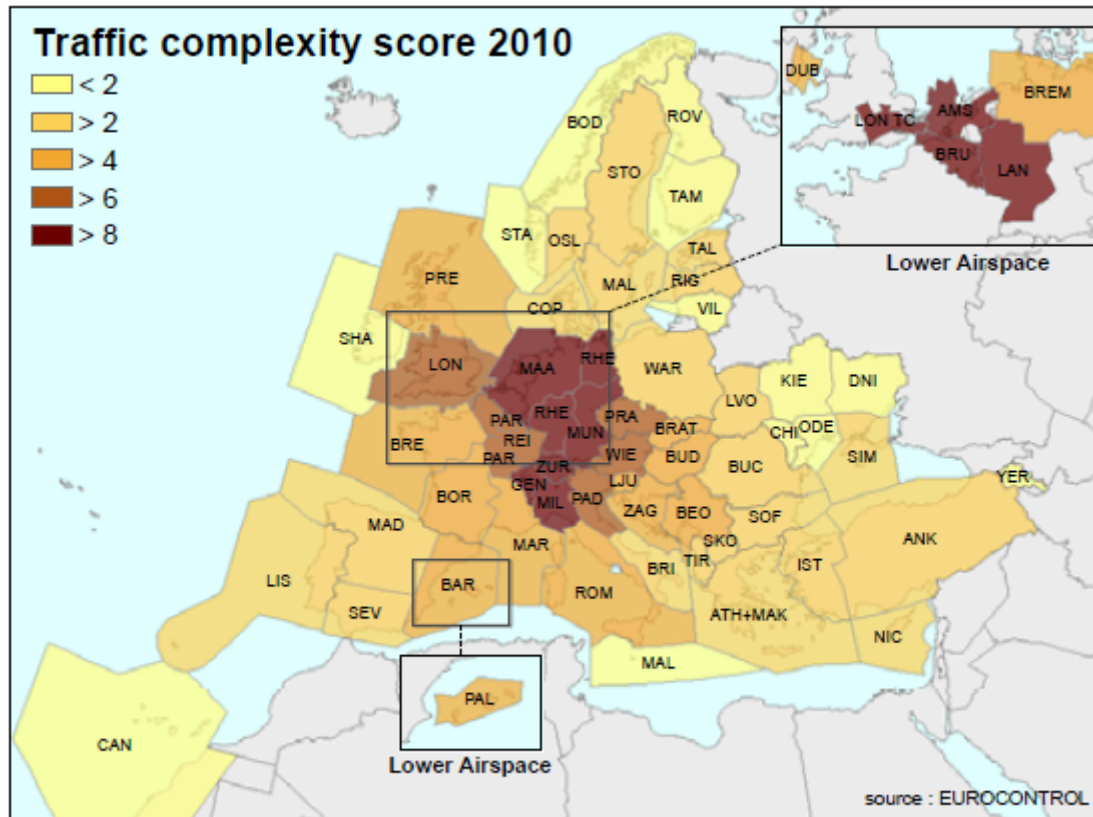 Traffic complexity score 2010
< 2
> 2
> 4
> 6
> 8
DUB
BREM
LON TC
AMS
BRU
LAN
Lower Airspace
BOD
ROV
STO
TAM
STA
OSL
TAL
PRE
MAL
RIG
COP
VIL
SHA
LON
MAA
RHE
WAR
KIE
DNI
LVO
PAR
RHE
PRA
BRE
REI
MUN
BRAT
CHI
ODE
PAR
WIE
BUD
BUC
SIM
ZUR
YER
GEN
LJU
BOR
MIL
PAD
ZAG
BEO
SOF
MAD
MAR
SKO
ANK
BRI
TIR
IST
LIS
BAR
ROM
SEV
ATH+MAK
NIC
MAL
PAL
CAN
Lower Airspace
source : EUROCONTROL